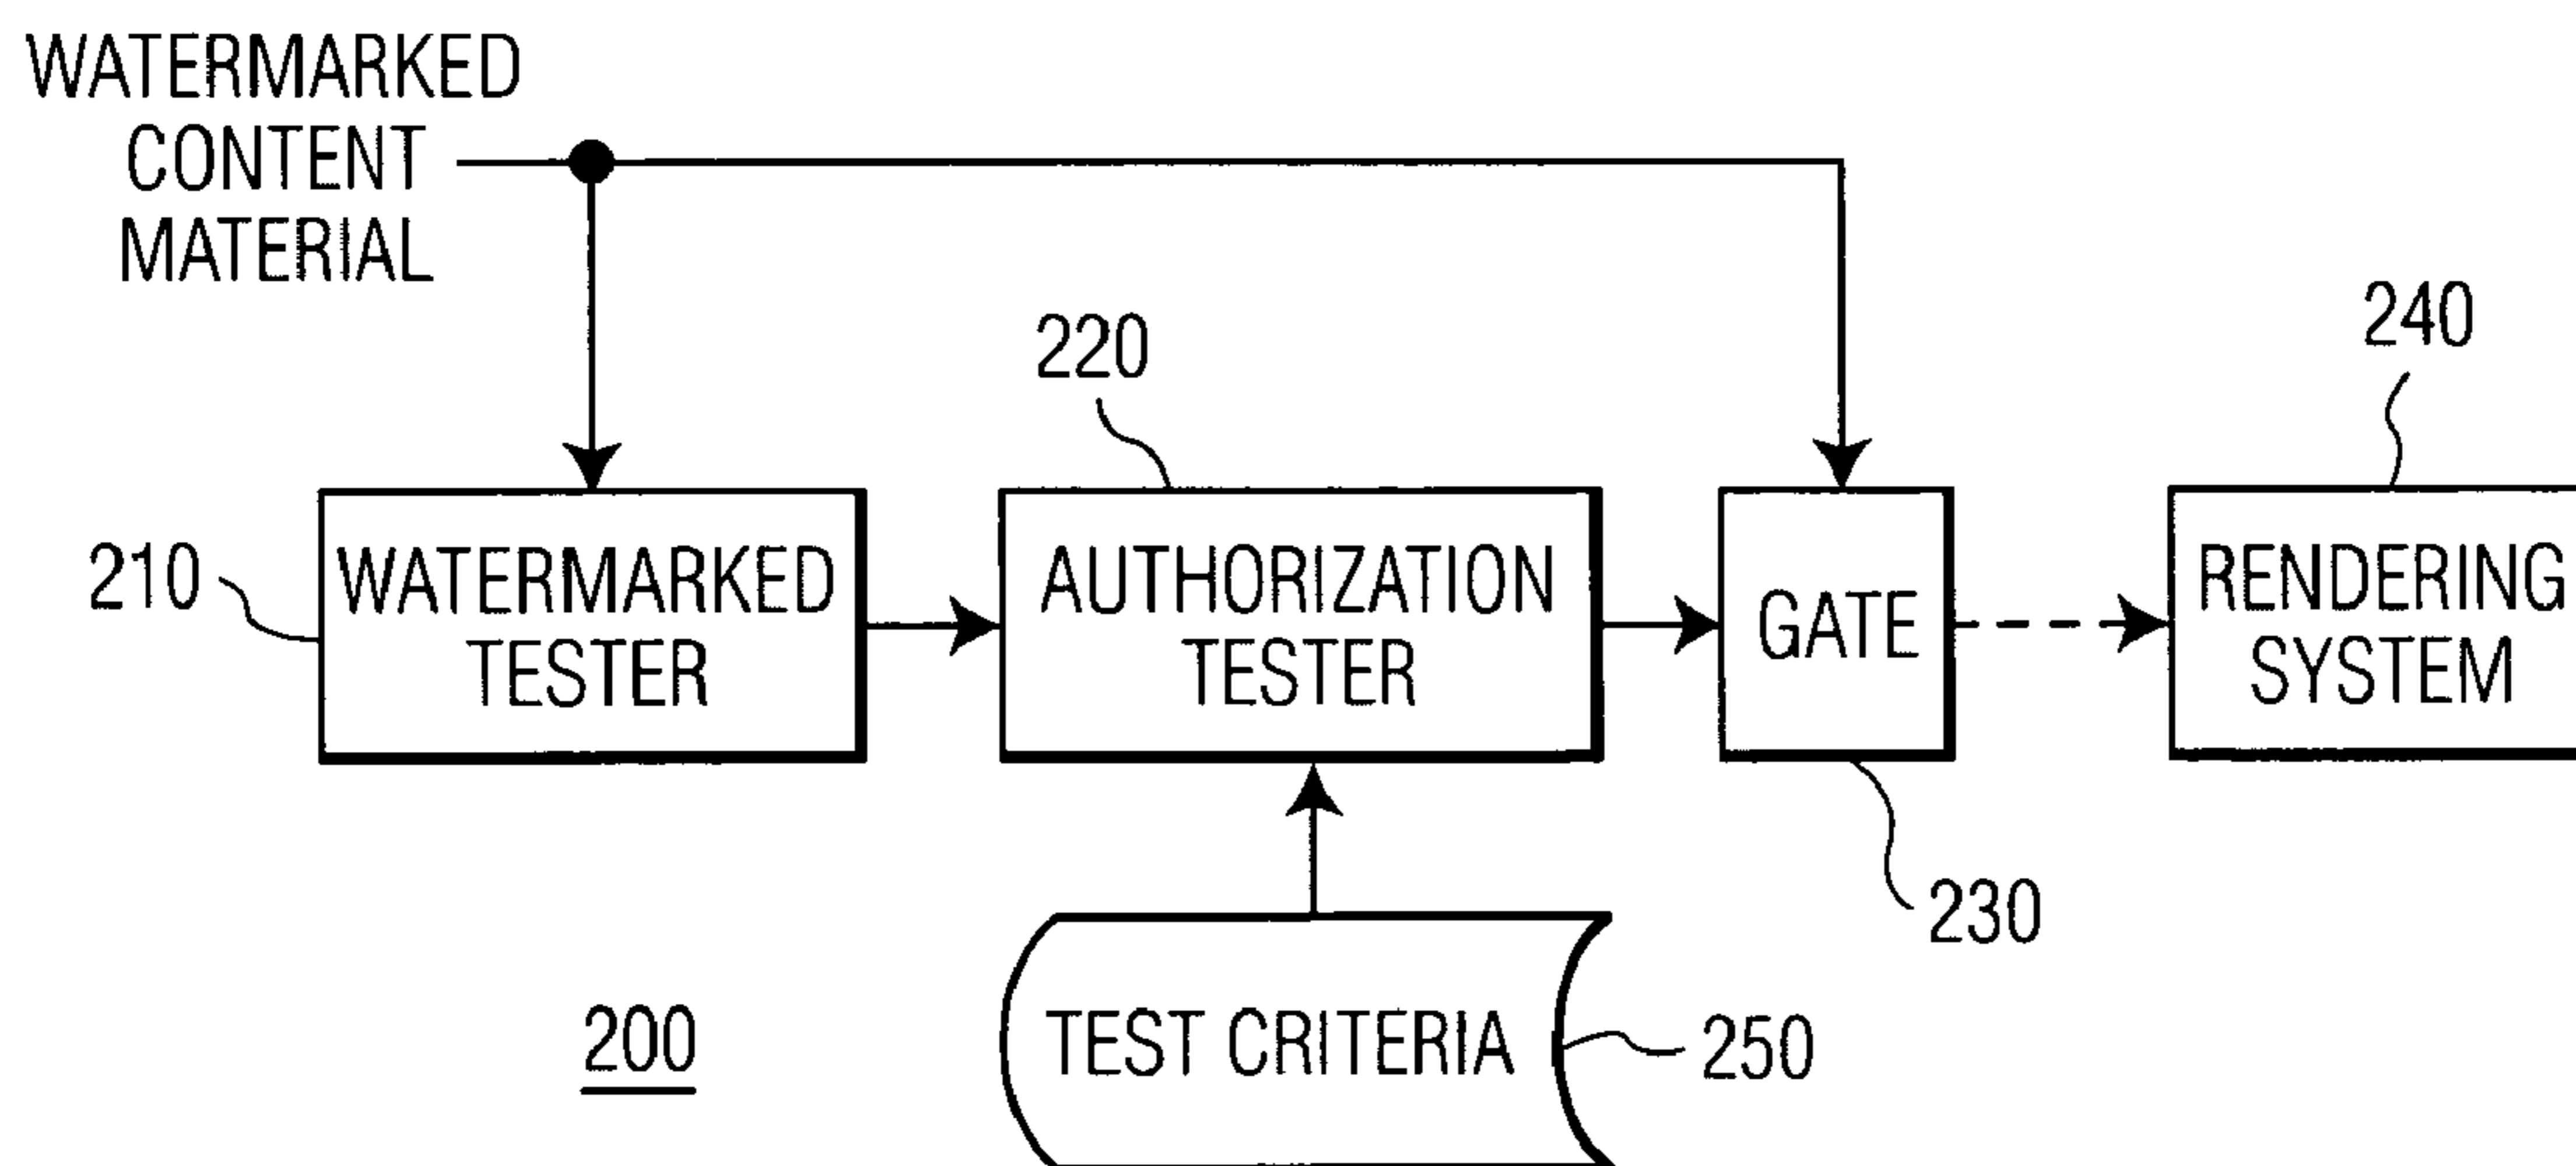 WATERMARKED
CONTENT
MATERIAL
220
240
210
WATERMARKED
TESTER
AUTHORIZATION
TESTER
GATE
RENDERING
SYSTEM
230
200
TEST CRITERIA
250